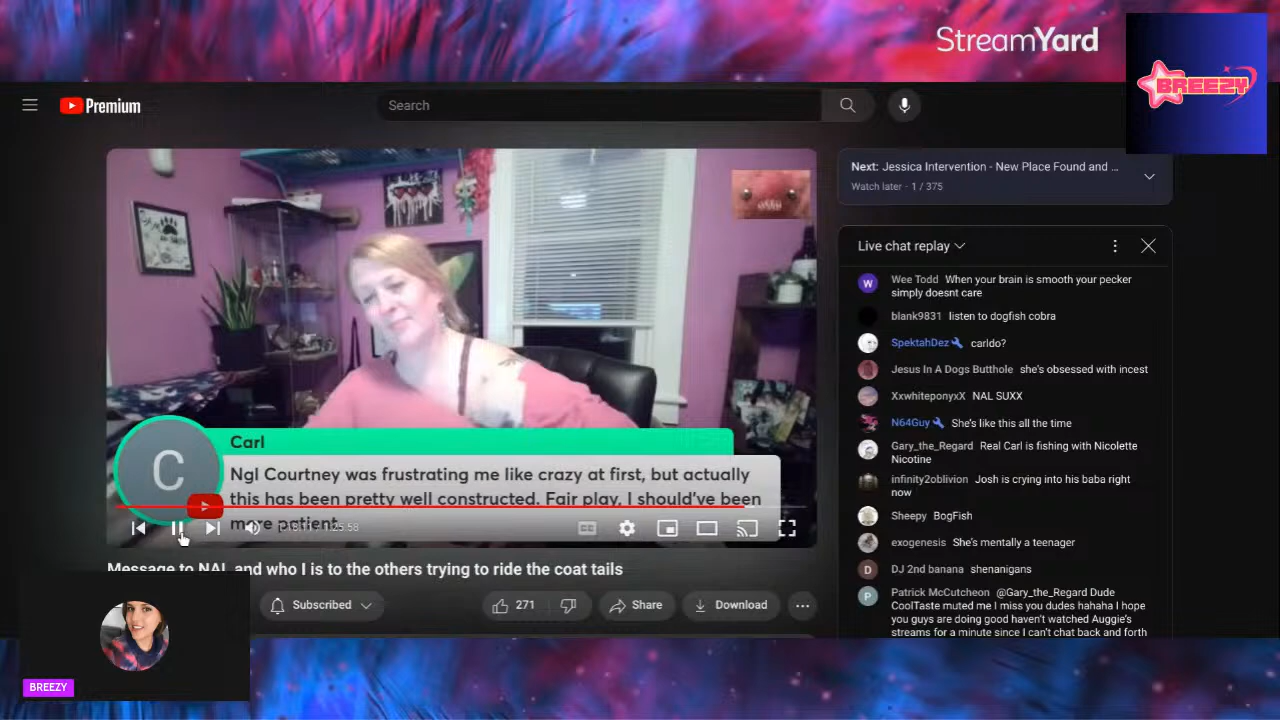 StreamYard
BREEZY
Premium
Search
Next: Jessica Intervention - New Place Found and ...
Watch later · 1 / 375
Live chat replay
Wee Todd When your brain is smooth your pecker
simply doesnt care
blank9831 listen to dogfish cobra
SpektahDez carldo?
Jesus In A Dogs Butthole she's obsessed with incest
XxwhiteponyxX NAL SUXX
N64Guy She's like this all the time
Gary_the_Regard Real Carl is fishing with Nicolette
Nicotine
infinity2oblivion Josh is crying into his baba right
now
Sheepy BogFish
exogenesis She's mentally a teenager
DJ 2nd banana shenanigans
Patrick McCutcheon @Gary_the_Regard Dude
CoolTaste muted me I miss you dudes hahaha I hope
you guys are doing good haven't watched Auggie's
streams for a minute since I can't chat back and forth
C
Carl
Ngl Courtney was frustrating me like crazy at first, but actually
this has been pretty well constructed. Fair play, I should've been
more patient
Message to NAL and who I is to the others trying to ride the coat tails
Subscribed
271
Share
Download
BREEZY